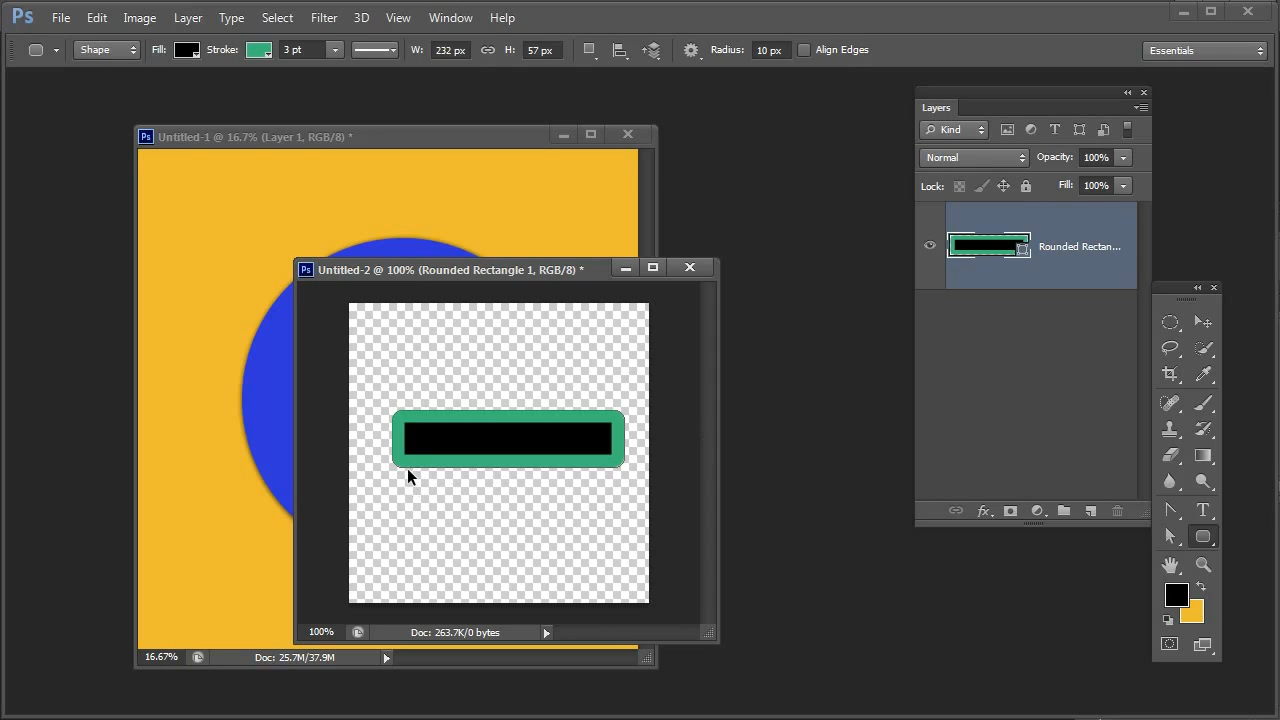 Ps File Edit Image Layer Type Select Filter 3D View Window Help
Shape Fill: Stroke: 3 pt W: 232 px H: 57 px Radius: 10 px Align Edges Essentials
Layers
Kind T
Normal Opacity: 100%
Lock: Fill: 100%
Rounded Rectan...
fx.
T
Ps Untitled-1 @ 16.7% (Layer 1, RGB/8) *
16.67% Doc: 25.7M/37.9M
Ps Untitled-2 @ 100% (Rounded Rectangle 1, RGB/8) *
100% Doc: 263.7K/0 bytes